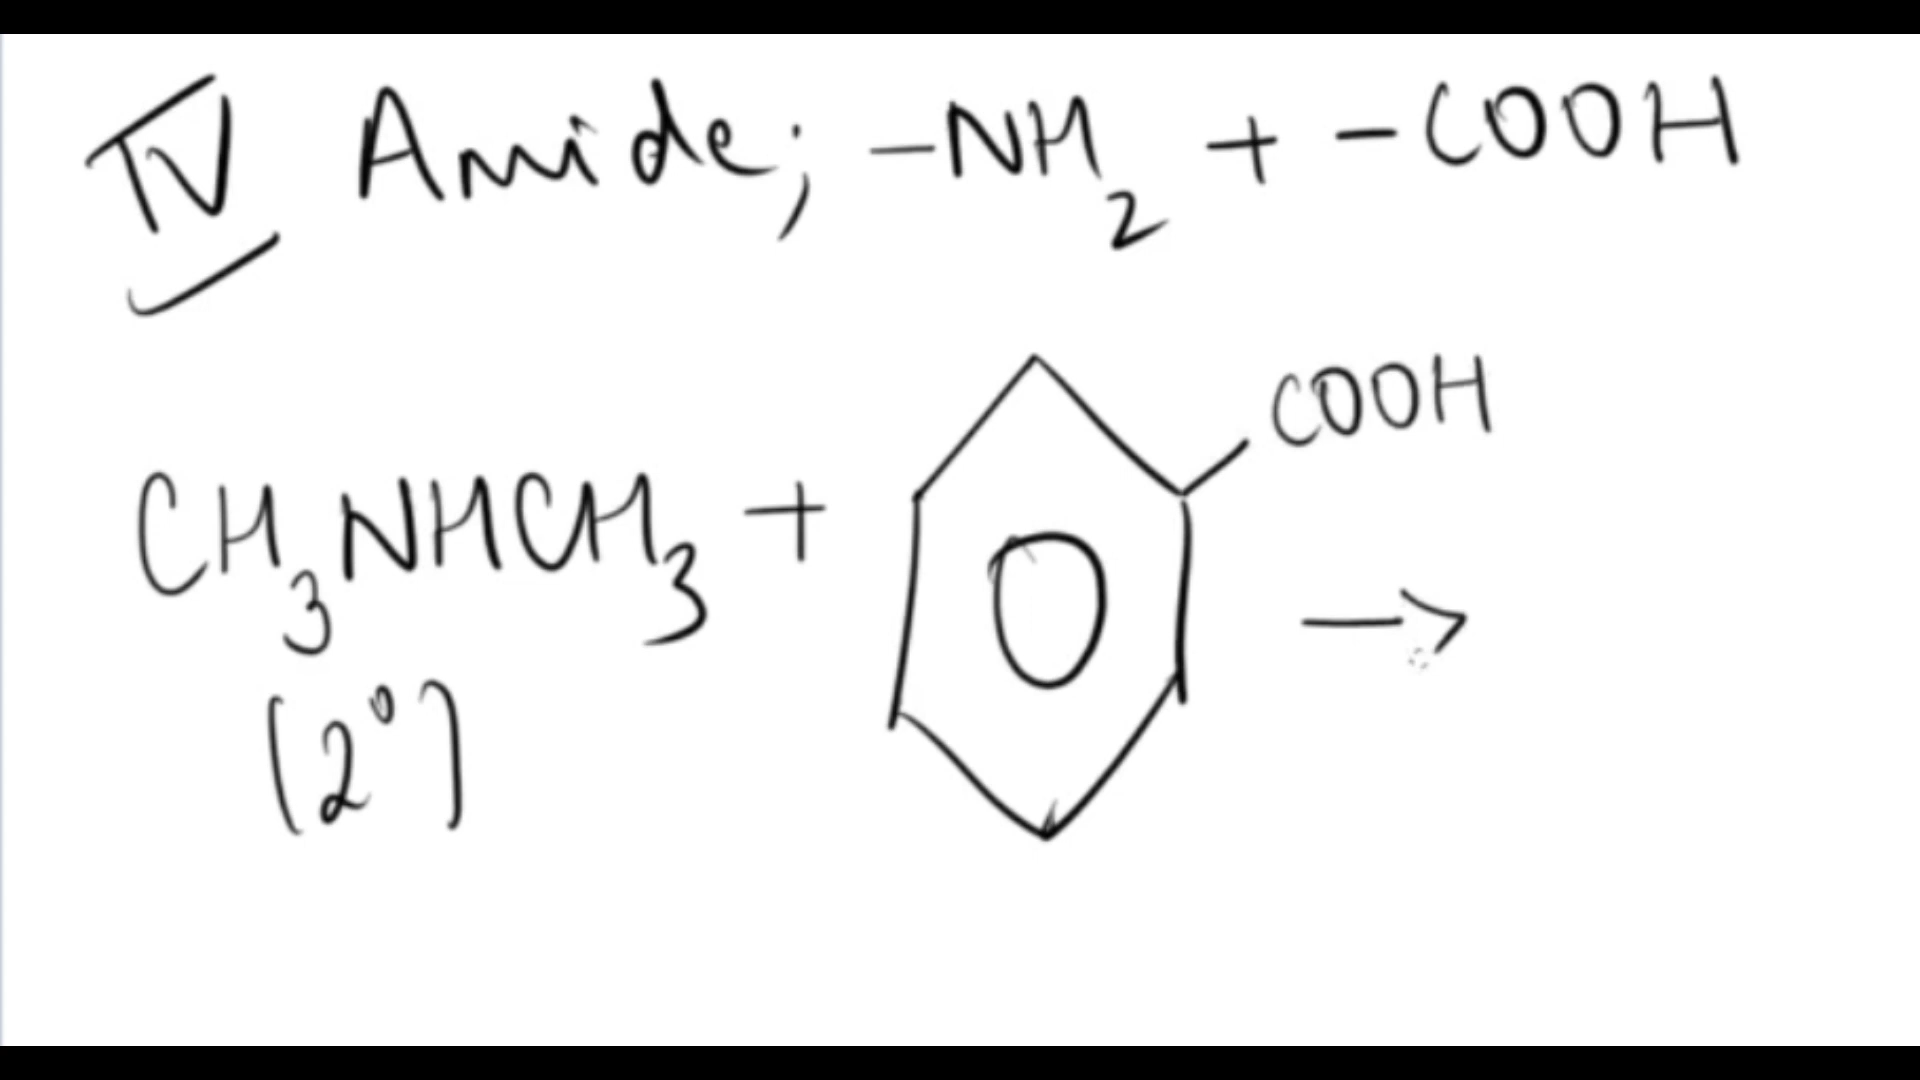 IV Amide; -NH₂ + -COOH
COOH
CH₃NHCH₃ + →
(2°)